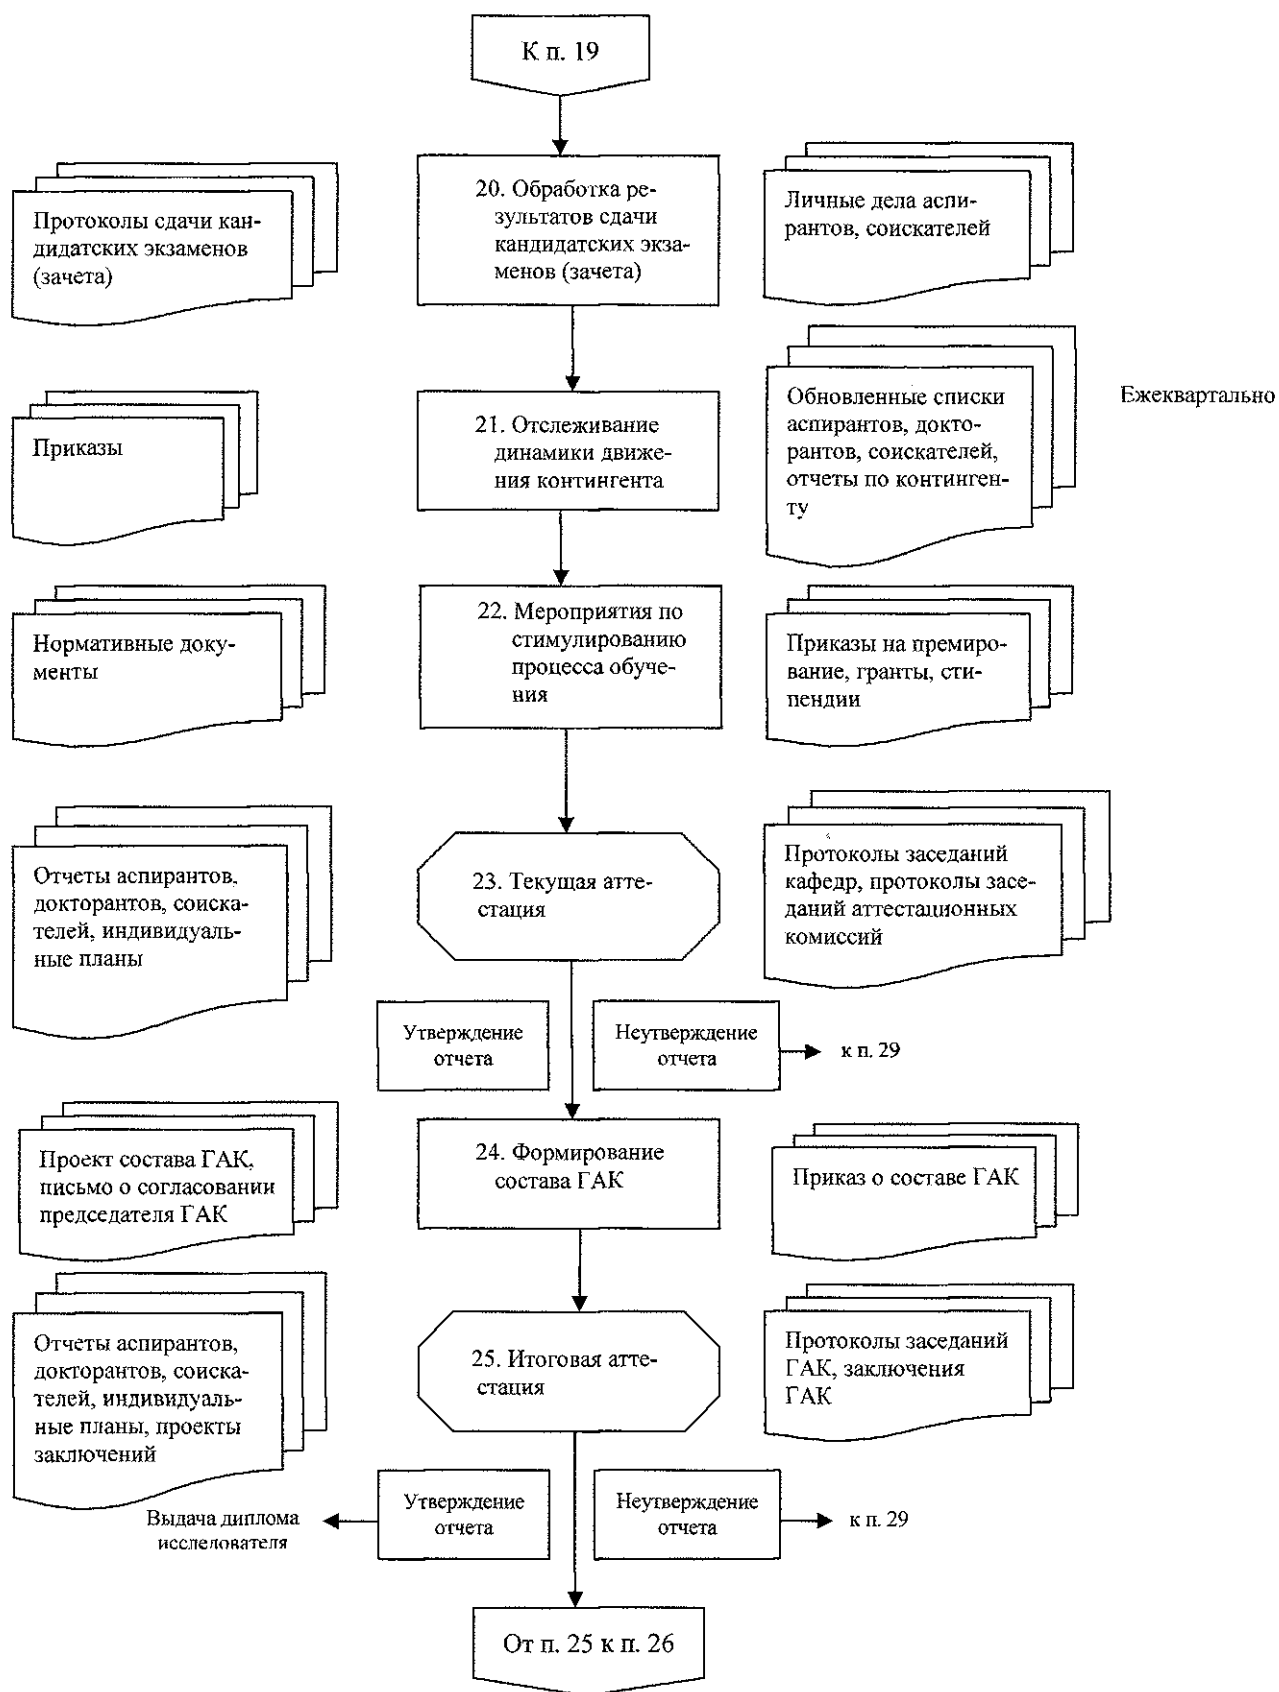 К п. 19
Протоколы сдачи кан-
дидатских экзаменов
(зачета)
20. Обработка ре-
зультатов сдачи
кандидатских экза-
менов (зачета)
Личные дела аспи-
рантов, соискателей
Приказы
21. Отслеживание
динамики движе-
ния контингента
Обновленные списки
аспирантов, докто-
рантов, соискателей,
отчеты по континген-
ту
Ежеквартально
Нормативные доку-
менты
22. Мероприятия по
стимулированию
процесса обуче-
ния
Приказы на премиро-
вание, гранты, сти-
пендии
Отчеты аспирантов,
докторантов, соиска-
телей, индивидуаль-
ные планы
23. Текущая атте-
стация
Протоколы заседаний
кафедр, протоколы засе-
даний аттестационных
комиссий
Утверждение
отчета
Неутверждение
отчета
к п. 29
Проект состава ГАК,
письмо о согласовании
председателя ГАК
24. Формирование
состава ГАК
Приказ о составе ГАК
Отчеты аспирантов,
докторантов, соиска-
телей, индивидуаль-
ные планы, проекты
заключений
25. Итоговая атте-
стация
Протоколы заседаний
ГАК, заключения
ГАК
Выдача диплома
исследователя
Утверждение
отчета
Неутверждение
отчета
к п. 29
От п. 25 к п. 26